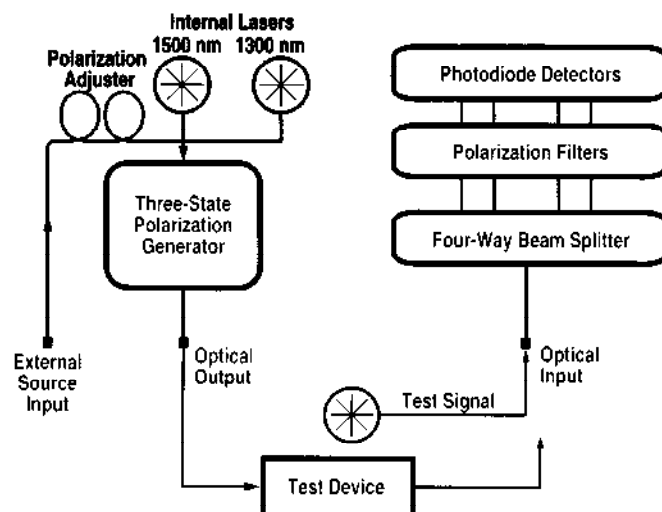 Internal Lasers
1500 nm 1300 nm
Polarization
Adjuster
Three-State
Polarization
Generator
External
Source
Input
Optical
Output
Photodiode Detectors
Polarization Filters
Four-Way Beam Splitter
Optical
Input
Test Signal
Test Device